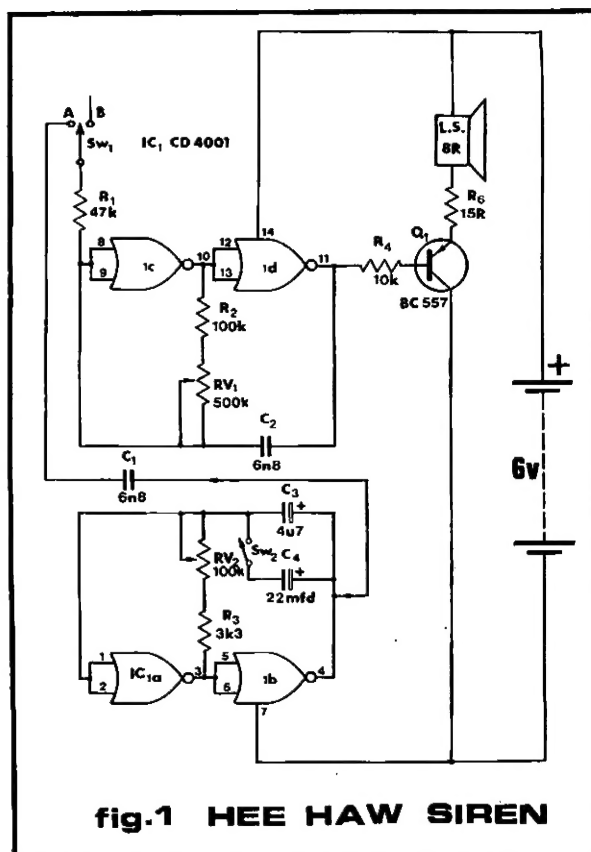 A B
Sw1
IC1 CD 4001
L.S.
8R
R1
47k
R6
15R
Q1
14
8
9
1c
10
12
13
1d
11
R4
10k
BC 557
R2
100k
RV1
500k
C2
6n8
+
6v
C1
6n8
C3
+
4u7
Sw2
RV2
100k
C4
+
22mfd
R3
3k3
1
2
IC1a
3
5
6
1b
4
7
fig.1 HEE HAW SIREN